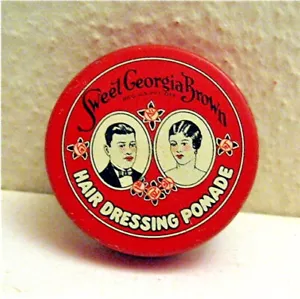 Sweet Georgia Brown
HAIR DRESSING POMADE